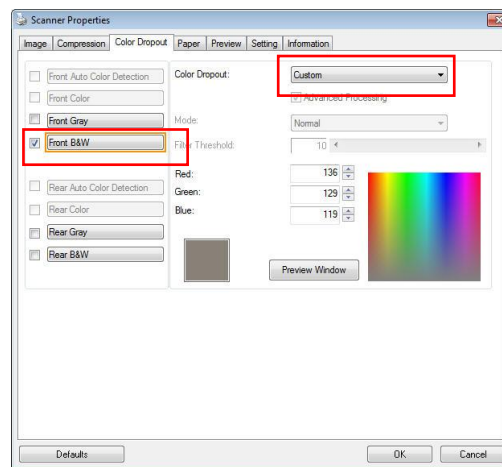 Scanner Properties
Image Compression Color Dropout Paper Preview Setting Information
Front Auto Color Detection
Front Color
Front Gray
Front B&W
Rear Auto Color Detection
Rear Color
Rear Gray
Rear B&W
Color Dropout: Custom
Advanced Processing
Mode: Normal
Filter Threshold: 10
Red: 136
Green: 129
Blue: 119
Preview Window
Defaults OK Cancel